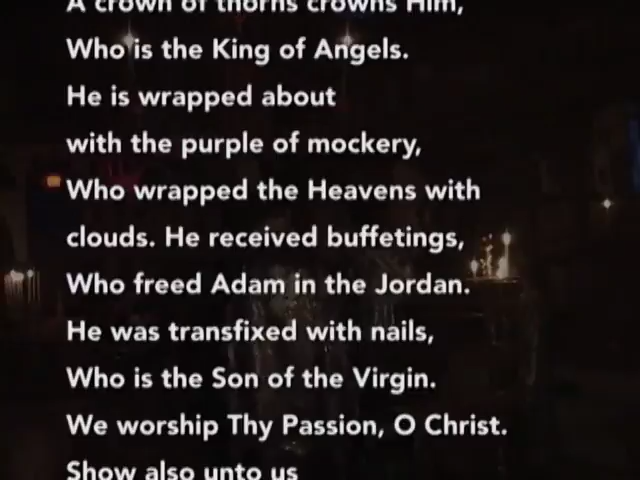 A crown of thorns crowns Him,
Who is the King of Angels.
He is wrapped about
with the purple of mockery,
Who wrapped the Heavens with
clouds. He received buffetings,
Who freed Adam in the Jordan.
He was transfixed with nails,
Who is the Son of the Virgin.
We worship Thy Passion, O Christ.
Show also unto us